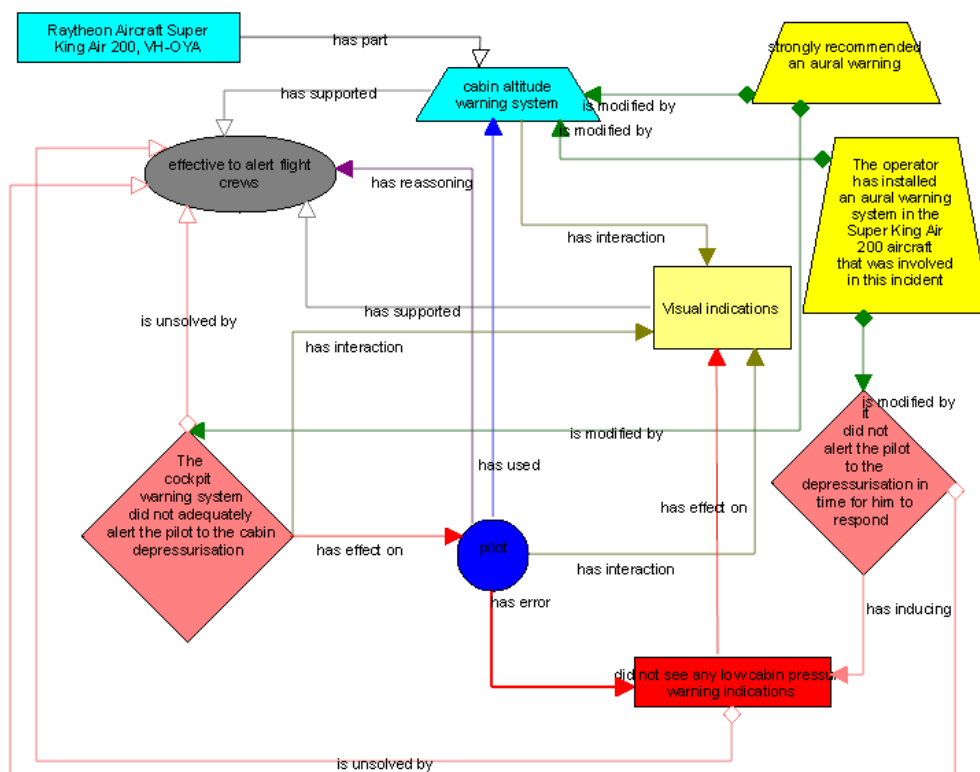 Raytheon Aircraft Super
King Air 200, VH-OYA
has part
strongly recommended
an aural warning
cabin altitude
warning system
has supported
is modified by
is modified by
The operator
has installed
an aural warning
system in the
Super King Air
200 aircraft
that was involved
in this incident
effective to alert flight
crews
has reassoning
has interaction
Visual indications
has supported
is unsolved by
has interaction
is modified by
it
did not
alert the pilot
to the
depressurisation in
time for him to
respond
is modified by
The
cockpit
warning system
did not adequately
alert the pilot to the cabin
depressurisation
has used
has effect on
has effect on
pilot
has interaction
has error
has inducing
did not see any low cabin pressu
warning indications
is unsolved by